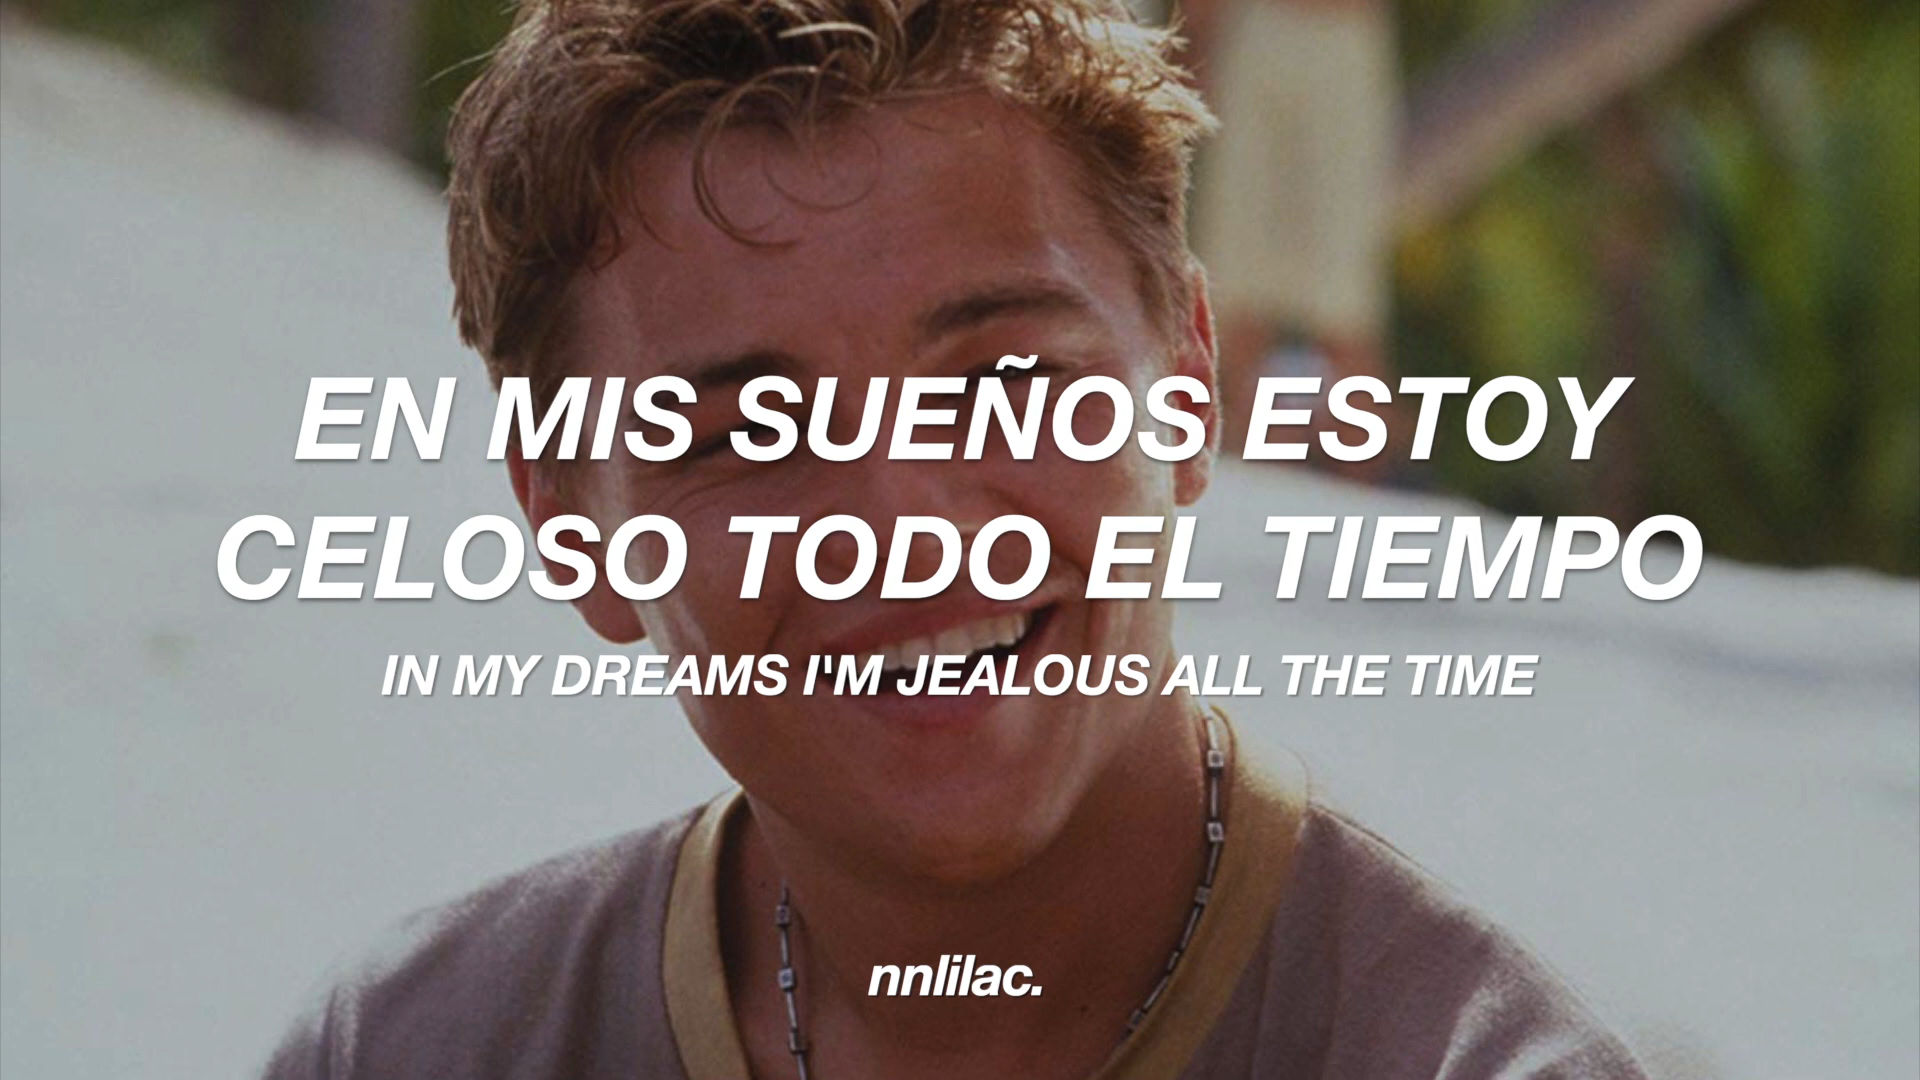 EN MIS SUEÑOS ESTOY
CELOSO TODO EL TIEMPO
IN MY DREAMS I'M JEALOUS ALL THE TIME
nnlilac.